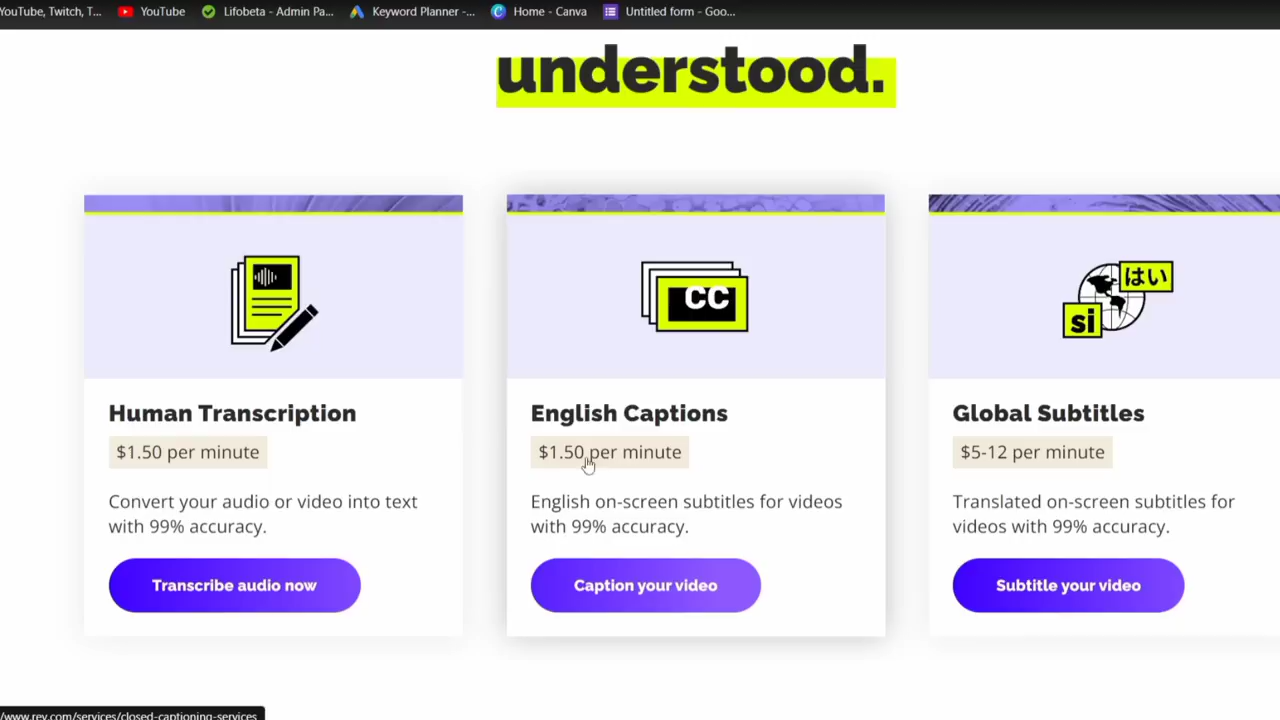 YouTube, Twitch, T...
YouTube
Lifobeta - Admin Pa...
Keyword Planner -...
Home - Canva
Untitled form - Goo...
understood.
CC
はい
si
Human Transcription
$1.50 per minute
Convert your audio or video into text
with 99% accuracy.
Transcribe audio now
English Captions
$1.50 per minute
English on-screen subtitles for videos
with 99% accuracy.
Caption your video
Global Subtitles
$5-12 per minute
Translated on-screen subtitles for
videos with 99% accuracy.
Subtitle your video
/www.rev.com/services/closed-captioning-services